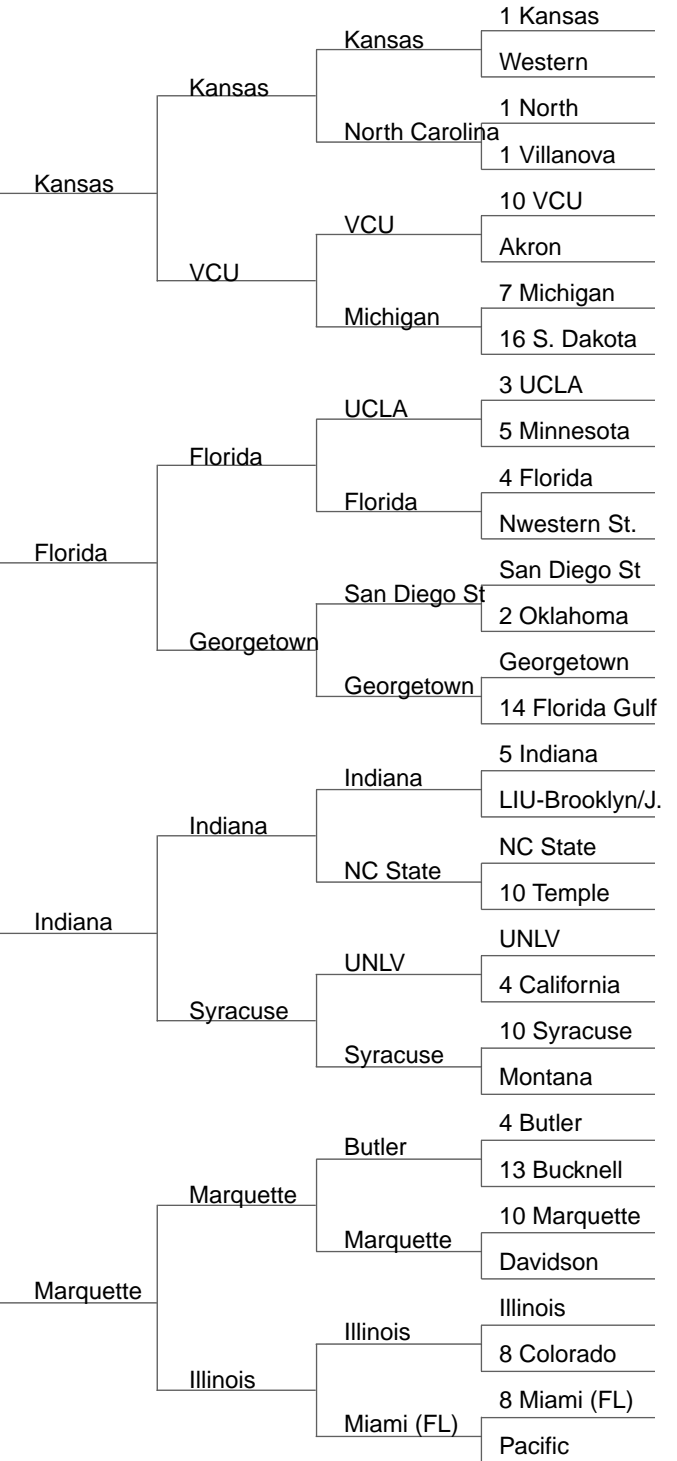 1 Kansas
Kansas
Western
Kansas
1 North
North Carolina
1 Villanova
Kansas
10 VCU
VCU
Akron
VCU
7 Michigan
Michigan
16 S. Dakota
3 UCLA
UCLA
5 Minnesota
Florida
4 Florida
Florida
Nwestern St.
Florida
San Diego St
San Diego St
2 Oklahoma
Georgetown
Georgetown
Georgetown
14 Florida Gulf
5 Indiana
Indiana
LIU-Brooklyn/J.
Indiana
NC State
NC State
10 Temple
Indiana
UNLV
UNLV
4 California
Syracuse
10 Syracuse
Syracuse
Montana
4 Butler
Butler
13 Bucknell
Marquette
10 Marquette
Marquette
Davidson
Marquette
Illinois
Illinois
8 Colorado
Illinois
8 Miami (FL)
Miami (FL)
Pacific